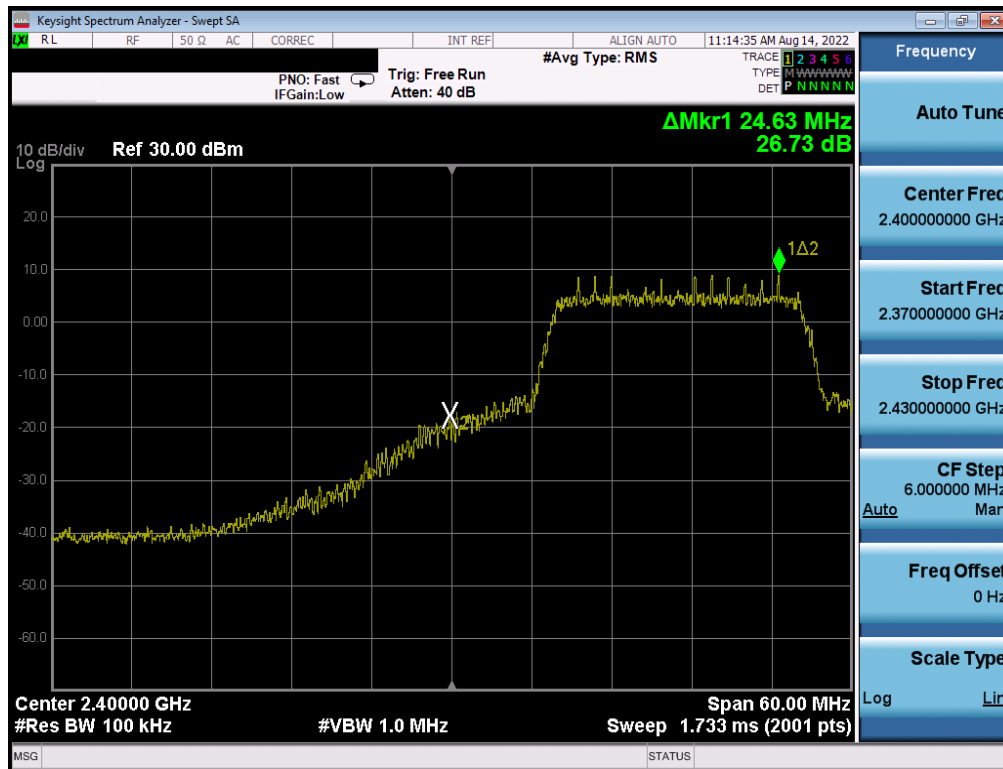 Keysight Spectrum Analyzer - Swept SA
LXI RL RF 50 Ω AC CORREC INT REF ALIGN AUTO 11:14:35 AM Aug 14, 2022
PNO: Fast
IFGain:Low
Trig: Free Run
Atten: 40 dB
#Avg Type: RMS
TRACE 1 2 3 4 5 6
TYPE M WWWWW
DET P N N N N N
ΔMkr1 24.63 MHz
26.73 dB
10 dB/div Ref 30.00 dBm
Log
20.0
10.0
0.00
-10.0
-20.0
-30.0
-40.0
-50.0
-60.0
1Δ2
X2
Center 2.40000 GHz Span 60.00 MHz
#Res BW 100 kHz #VBW 1.0 MHz Sweep 1.733 ms (2001 pts)
MSG STATUS
Frequency
Auto Tune
Center Freq
2.400000000 GHz
Start Freq
2.370000000 GHz
Stop Freq
2.430000000 GHz
CF Step
6.000000 MHz
Auto Man
Freq Offset
0 Hz
Scale Type
Log Lin